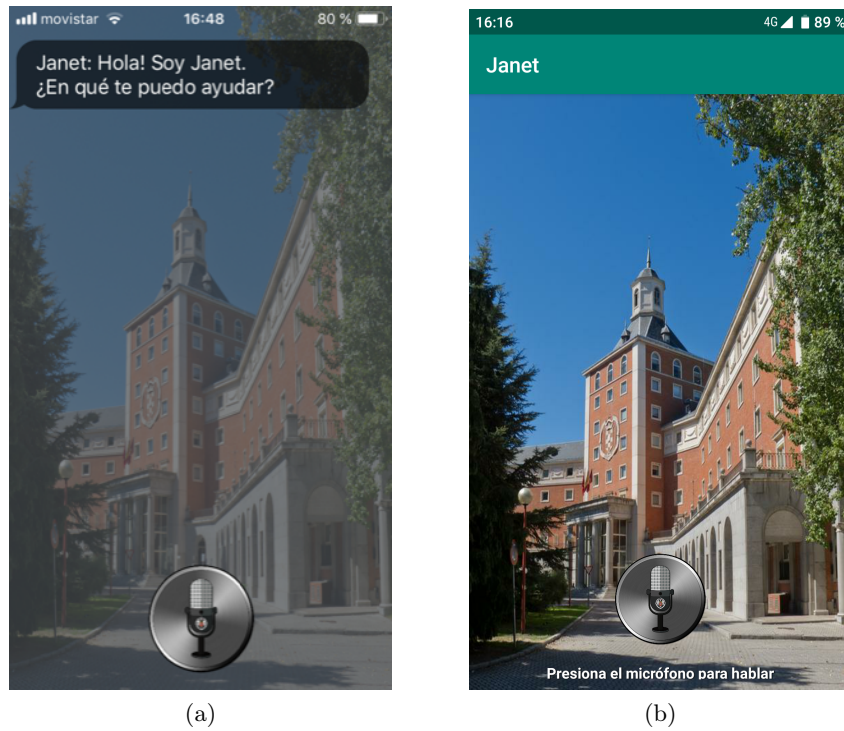 movistar 16:48 80 %
Janet: Hola! Soy Janet.
¿En qué te puedo ayudar?
(a)
16:16 4G 89 %
Janet
Presiona el micrófono para hablar
(b)